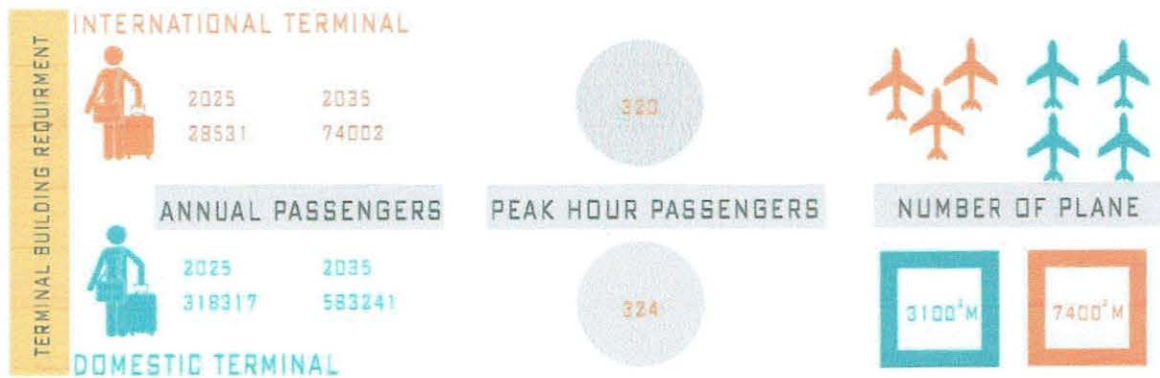 TERMINAL BUILDING REQUIRMENT
INTERNATIONAL TERMINAL
2025 2035
28531 74002
320
ANNUAL PASSENGERS
PEAK HOUR PASSENGERS
NUMBER OF PLANE
2025 2035
318317 583241
324
3100²M
7400²M
DOMESTIC TERMINAL